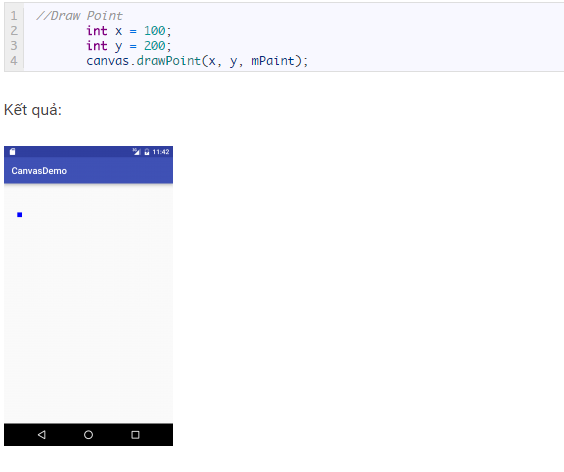 1 //Draw Point
2 int x = 100;
3 int y = 200;
4 canvas.drawPoint(x, y, mPaint);
Kết quả:
11:42
CanvasDemo